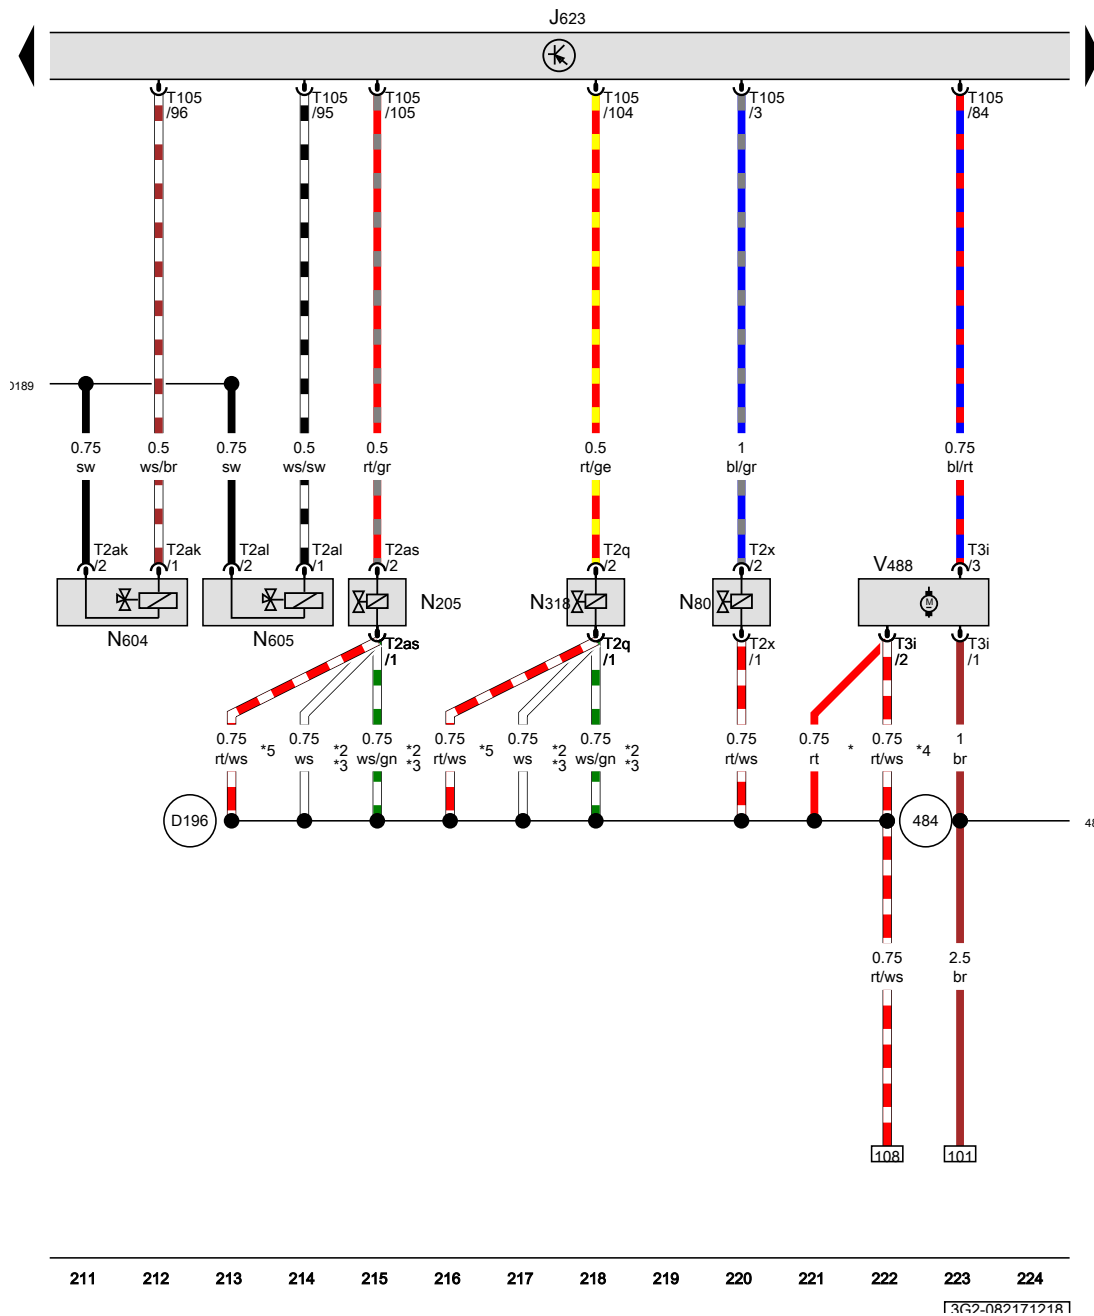 J623
T105 T105 T105 T105 T105 T105
/96 /95 /105 /104 /3 /84
0.75 0.5 0.75 0.5 0.5 0.5 1 0.75
sw ws/br sw ws/sw rt/gr rt/ge bl/gr bl/rt
T2ak T2ak T2al T2al T2as T2q T2x V488 T3i
/2 /1 /2 /1 /2 /2 /2 /3
N205 N318 N80 M
N604 N605
T2as T2q T2x T3i T3i
/1 /1 /1 /2 /1
0.75 *5 0.75 *2 0.75 *2 0.75 *5 0.75 *2 0.75 *2 0.75 0.75 * 0.75 *4 1
rt/ws ws *3 ws/gn *3 rt/ws ws *3 ws/gn *3 rt/ws rt rt/ws br
D196 484
0.75 2.5
rt/ws br
108 101
211 212 213 214 215 216 217 218 219 220 221 222 223 224
3G2-082171218